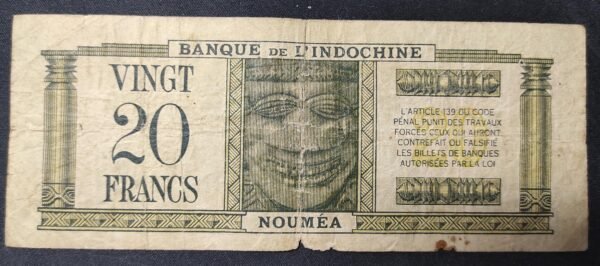 BANQUE DE L'INDOCHINE
VINGT
20
FRANCS
L'ARTICLE 139 DU CODE
PÉNAL PUNIT DES TRAVAUX
FORCÉS CEUX QUI AURONT
CONTREFAIT OU FALSIFIÉ
LES BILLETS DE BANQUES
AUTORISÉES PAR LA LOI
NOUMÉA